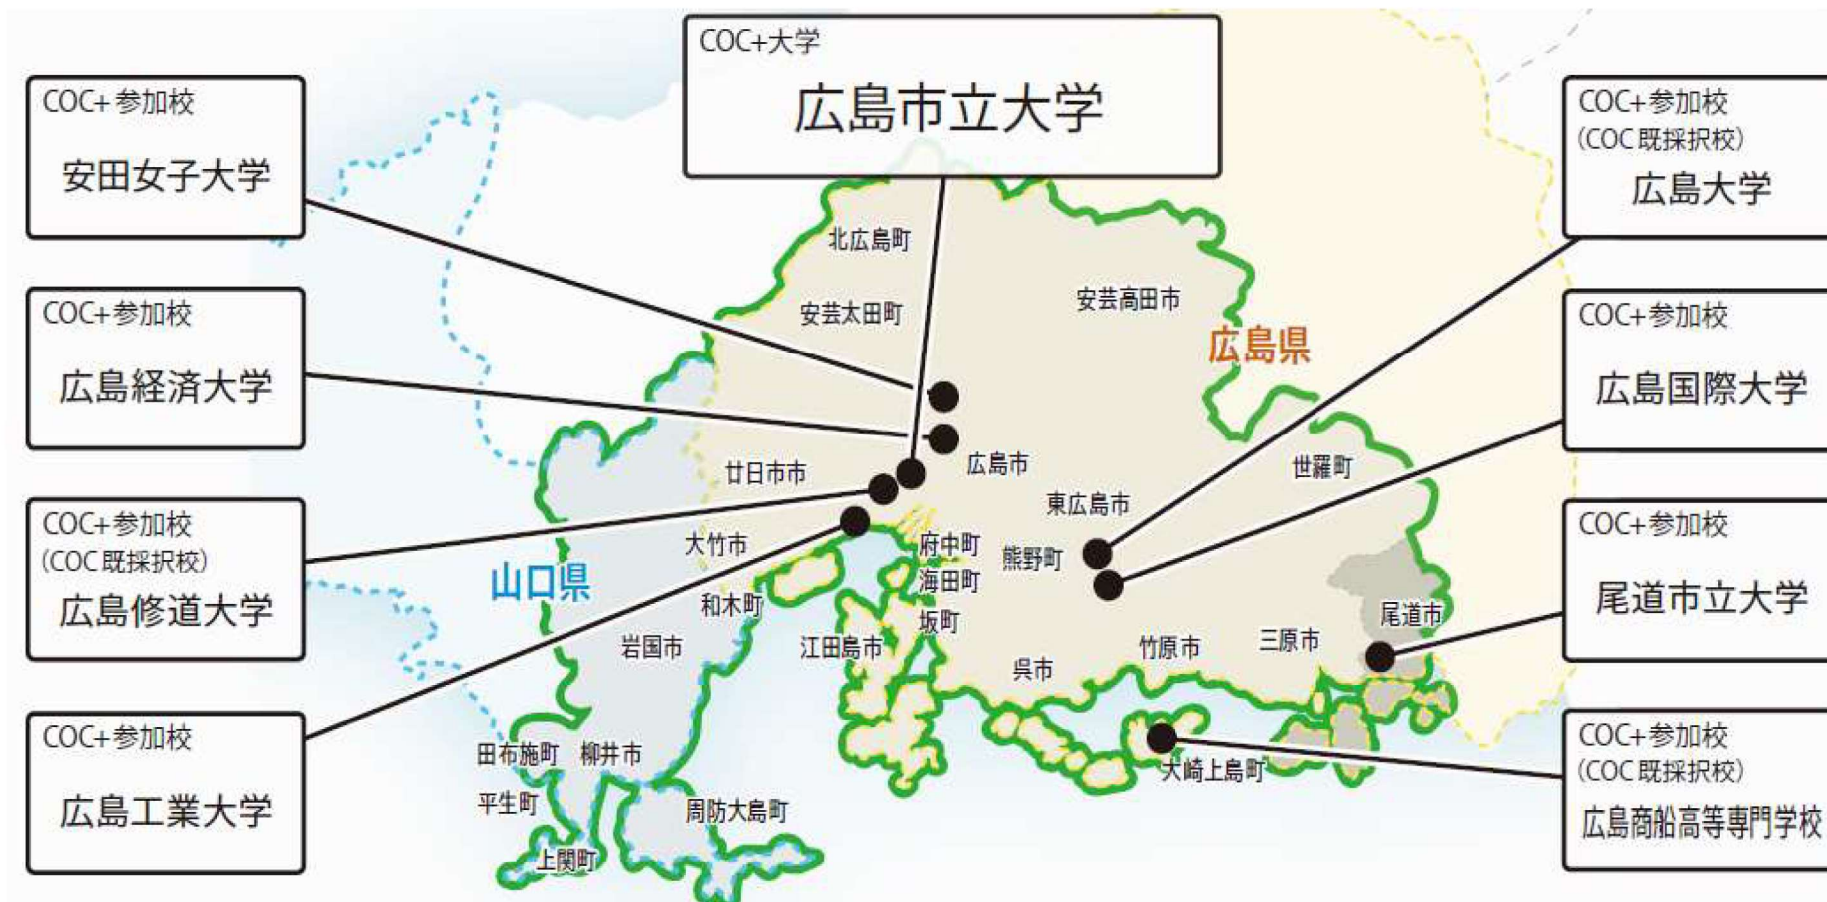 COC+大学
広島市立大学
COC+参加校
安田女子大学
COC+参加校
広島経済大学
COC+参加校
(COC既採択校)
広島修道大学
COC+参加校
広島工業大学
COC+参加校
(COC既採択校)
広島大学
COC+参加校
広島国際大学
COC+参加校
尾道市立大学
COC+参加校
(COC既採択校)
広島商船高等専門学校
北広島町
安芸高田市
安芸太田町
広島県
廿日市市
広島市
世羅町
東広島市
大竹市
府中町
熊野町
海田町
山口県
和木町
坂町
尾道市
岩国市
江田島市
呉市
竹原市
三原市
田布施町
柳井市
大崎上島町
平生町
周防大島町
上関町